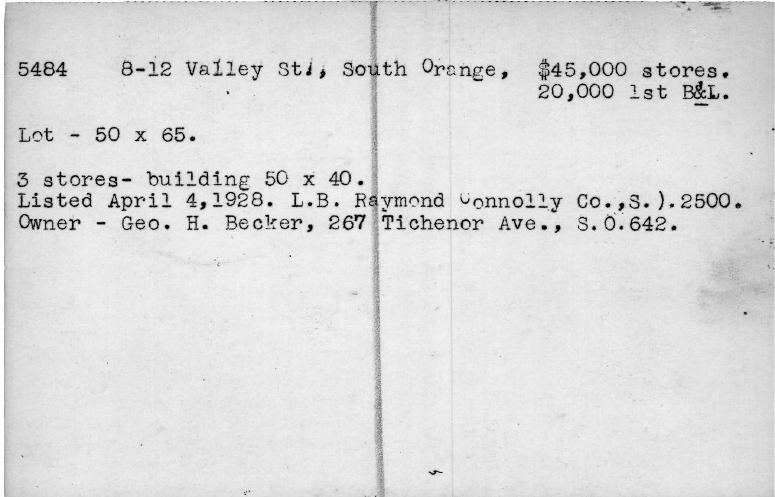 5484 8-12 Valley St., South Orange, $45,000 stores.
20,000 1st B&L.
Lot - 50 x 65.
3 stores- building 50 x 40.
Listed April 4,1928. L.B. Raymond Connolly Co.,S.).2500.
Owner - Geo. H. Becker, 267 Tichenor Ave., S.O.642.